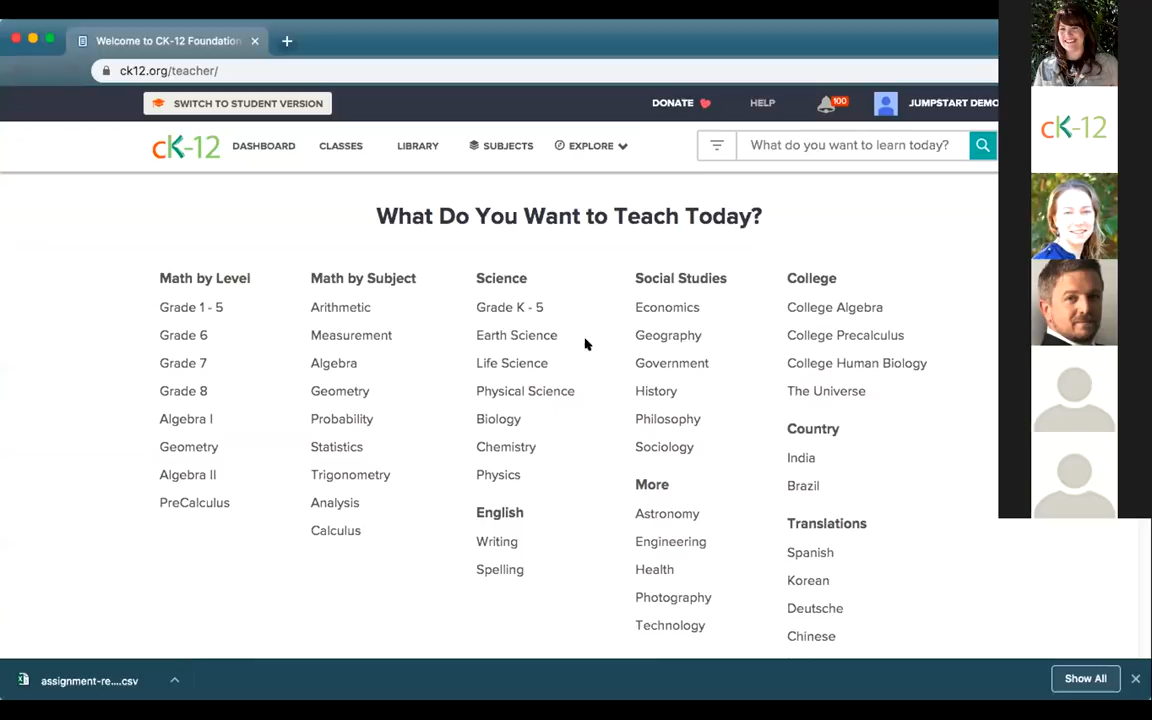 Welcome to CK-12 Foundation
ck12.org/teacher/
SWITCH TO STUDENT VERSION
DONATE
HELP
100
JUMPSTART DEMO
cK-12
DASHBOARD
CLASSES
LIBRARY
SUBJECTS
EXPLORE
What do you want to learn today?
cK-12
What Do You Want to Teach Today?
Math by Level
Grade 1 - 5
Grade 6
Grade 7
Grade 8
Algebra I
Geometry
Algebra II
PreCalculus
Math by Subject
Arithmetic
Measurement
Algebra
Geometry
Probability
Statistics
Trigonometry
Analysis
Calculus
Science
Grade K - 5
Earth Science
Life Science
Physical Science
Biology
Chemistry
Physics
English
Writing
Spelling
Social Studies
Economics
Geography
Government
History
Philosophy
Sociology
More
Astronomy
Engineering
Health
Photography
Technology
College
College Algebra
College Precalculus
College Human Biology
The Universe
Country
India
Brazil
Translations
Spanish
Korean
Deutsche
Chinese
assignment-re....csv
Show All